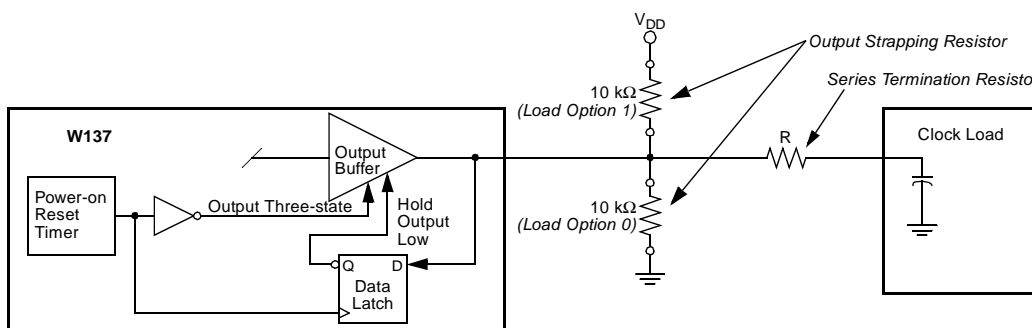 V_DD
Output Strapping Resistor
Series Termination Resisto
10 kΩ
(Load Option 1)
W137
Output
Buffer
R
Clock Load
Power-on
Reset
Timer
Output Three-state
Hold
Output
Low
10 kΩ
(Load Option 0)
Q D
Data
Latch